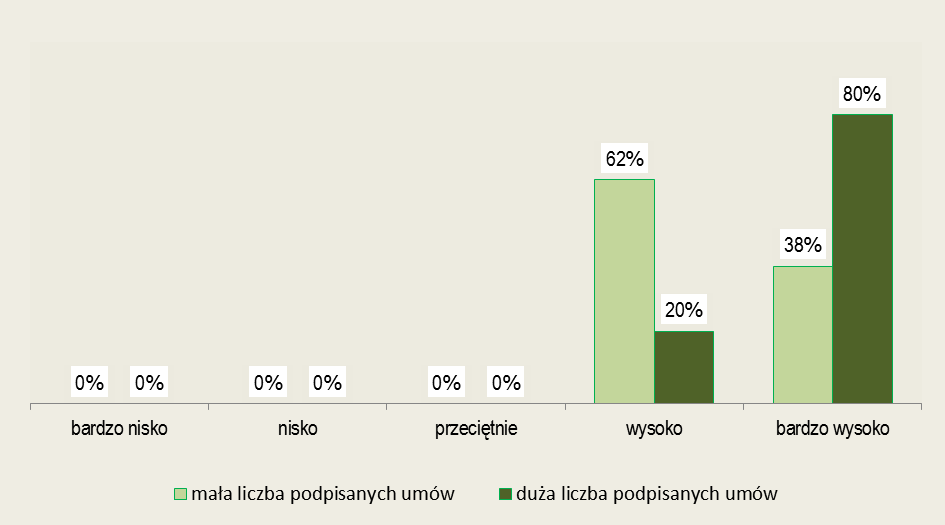 80%
62%
38%
20%
0% 0% 0% 0% 0% 0%
bardzo nisko nisko przeciętnie wysoko bardzo wysoko
mała liczba podpisanych umów duża liczba podpisanych umów